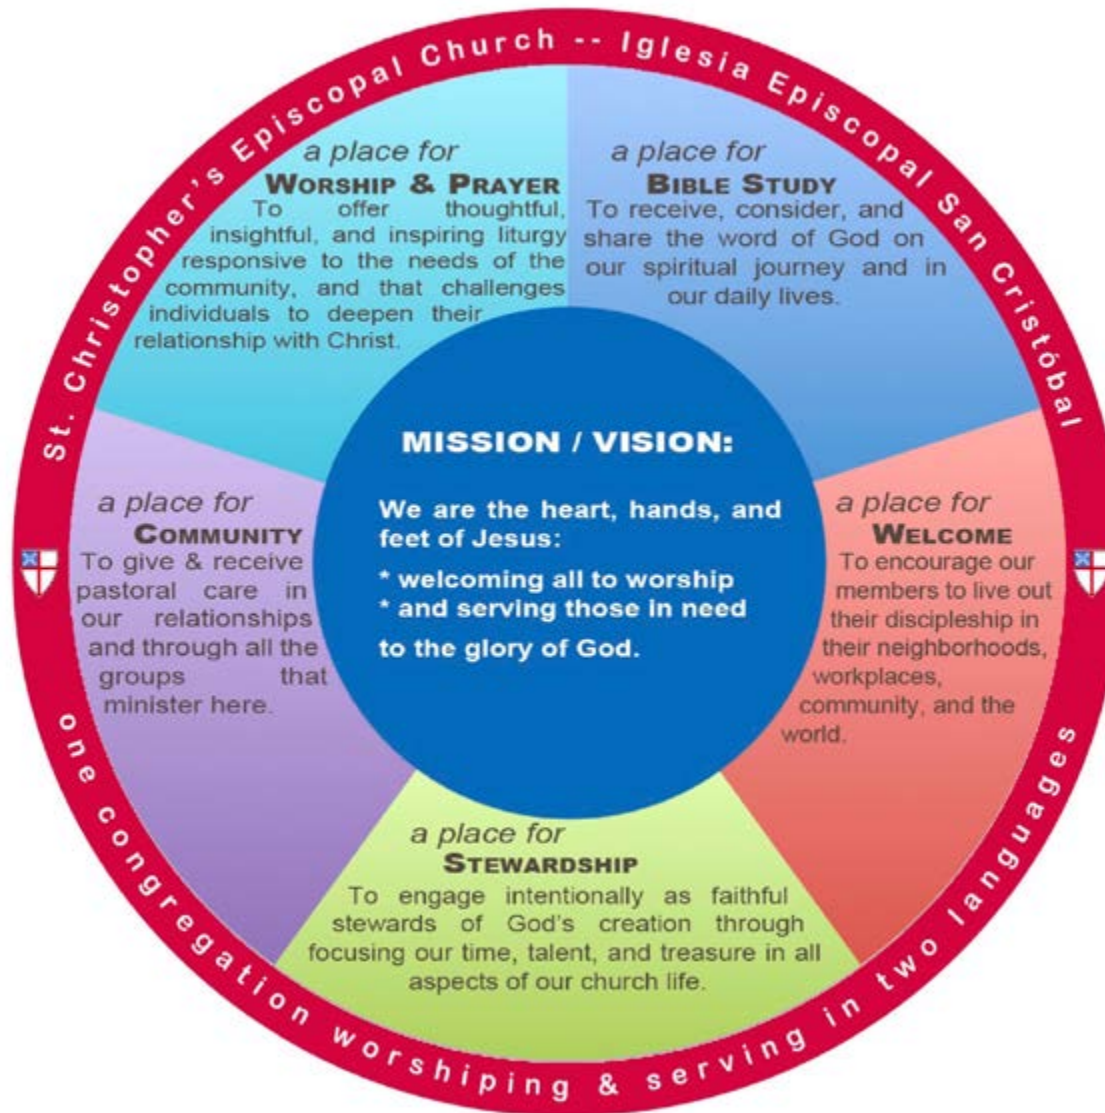 St. Christopher's Episcopal Church -- Iglesia Episcopal San Cristóbal
a place for
WORSHIP & PRAYER
To offer thoughtful,
insightful, and inspiring liturgy
responsive to the needs of the
community, and that challenges
individuals to deepen their
relationship with Christ.
a place for
BIBLE STUDY
To receive, consider, and
share the word of God on
our spiritual journey and in
our daily lives.
a place for
COMMUNITY
To give & receive
pastoral care in
our relationships
and through all the
groups that
minister here.
MISSION / VISION:
We are the heart, hands, and
feet of Jesus:
* welcoming all to worship
* and serving those in need
to the glory of God.
a place for
WELCOME
To encourage our
members to live out
their discipleship in
their neighborhoods,
workplaces,
community, and the
world.
a place for
STEWARDSHIP
To engage intentionally as faithful
stewards of God's creation through
focusing our time, talent, and treasure in all
aspects of our church life.
one congregation worshiping & serving in two languages